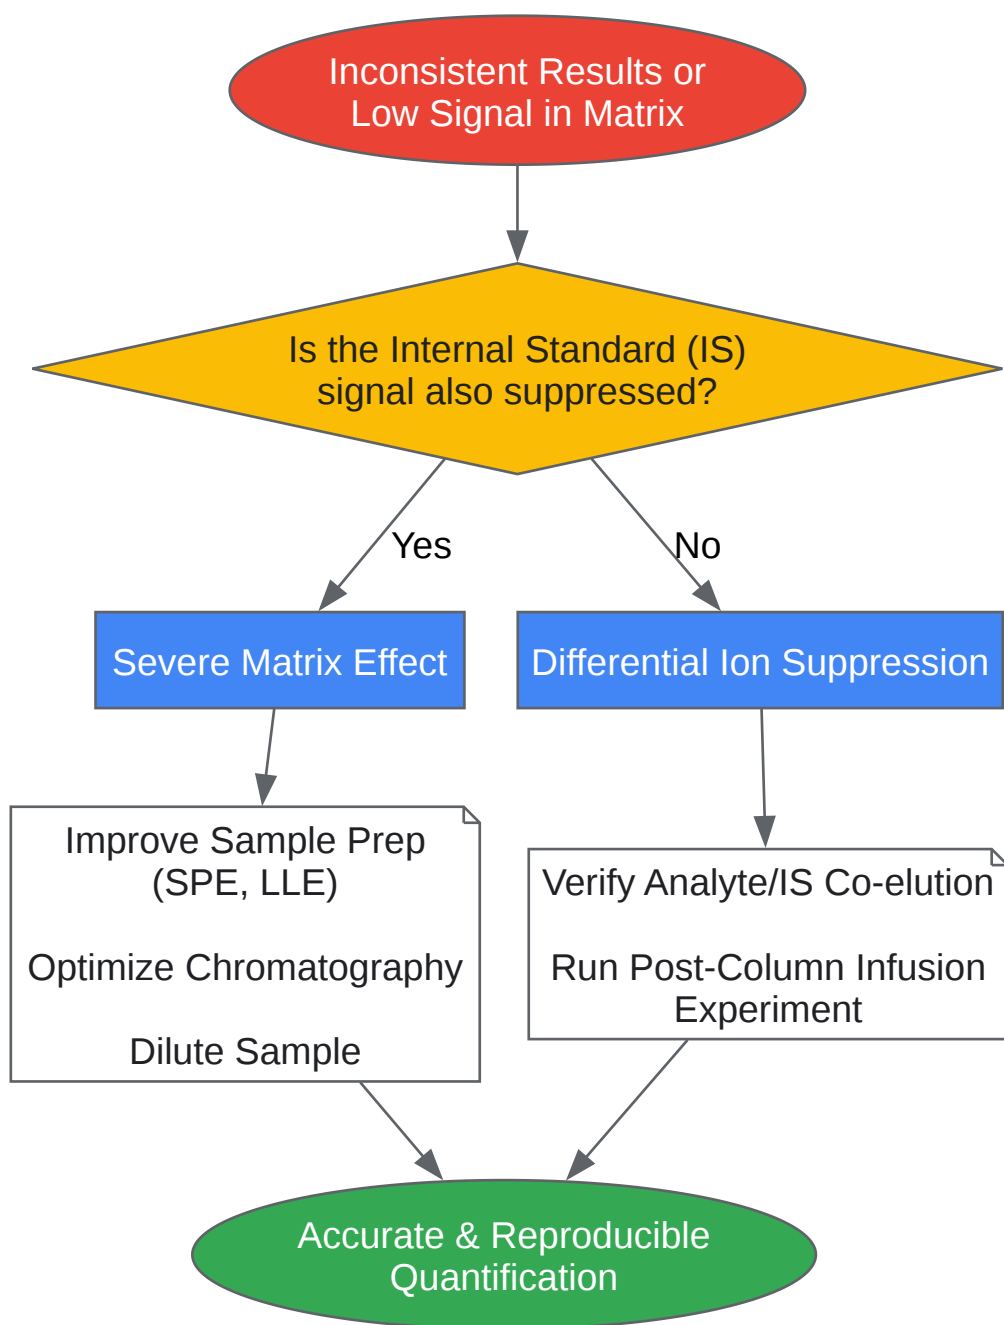 Inconsistent Results or
Low Signal in Matrix
Is the Internal Standard (IS)
signal also suppressed?
Yes
No
Severe Matrix Effect
Differential Ion Suppression
Improve Sample Prep
(SPE, LLE)
Optimize Chromatography
Dilute Sample
Verify Analyte/IS Co-elution
Run Post-Column Infusion
Experiment
Accurate & Reproducible
Quantification